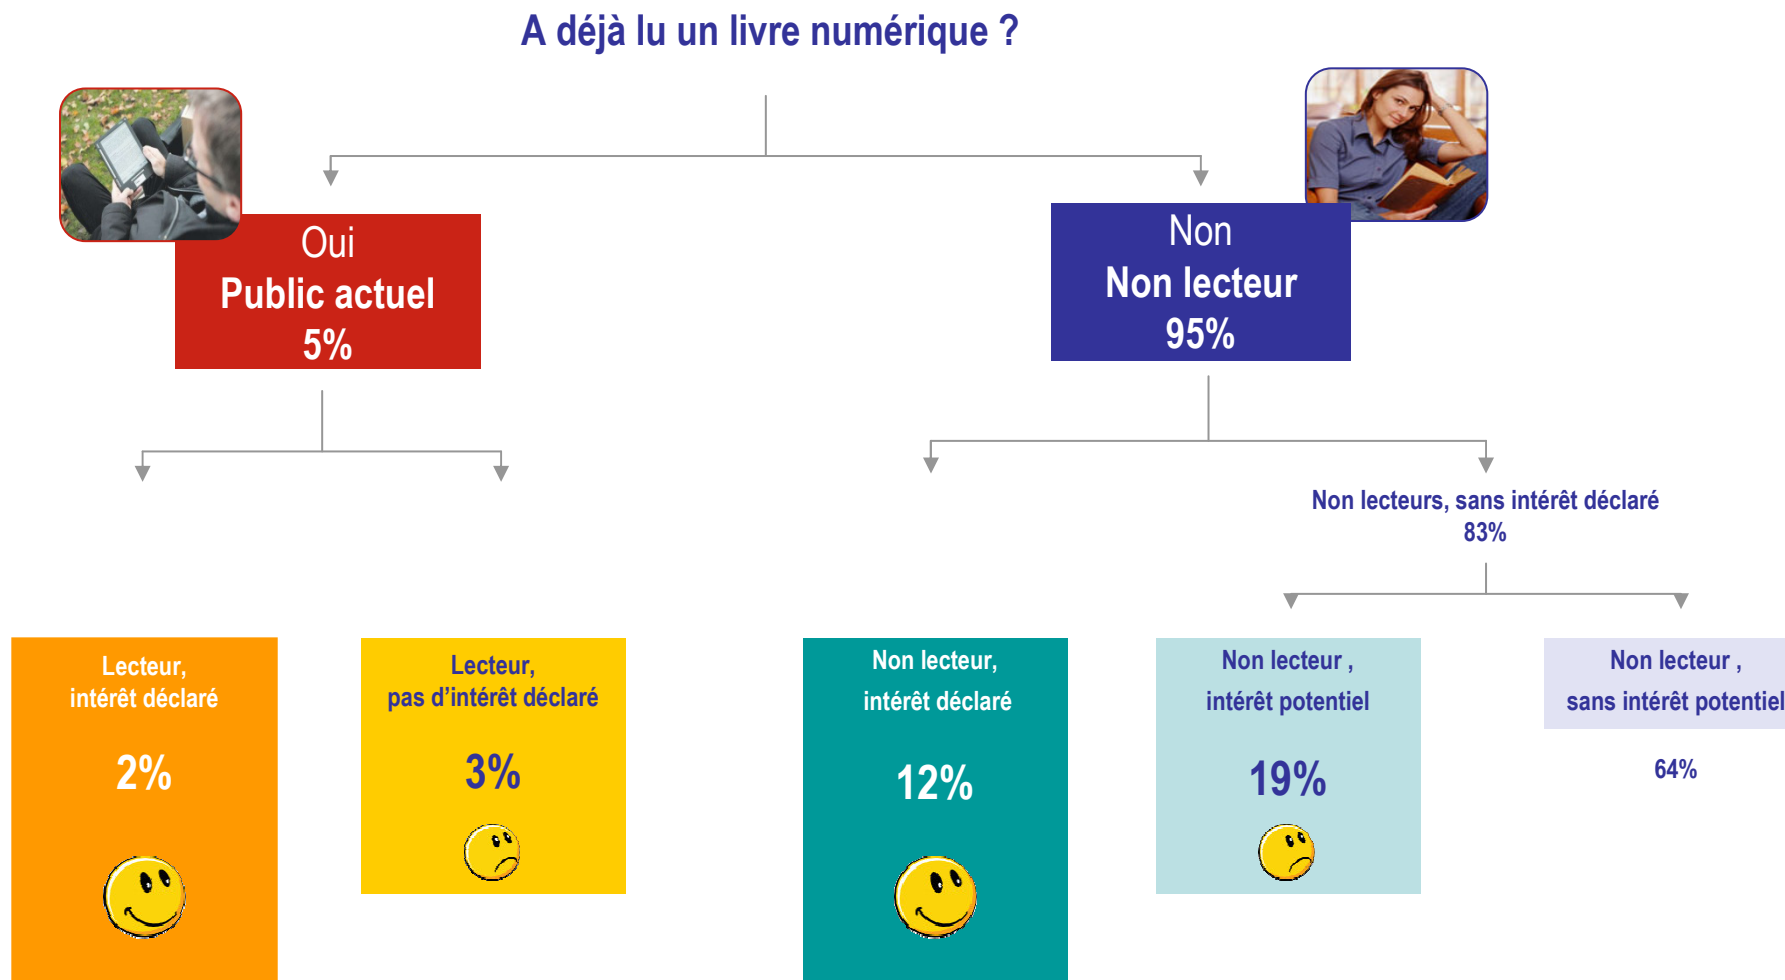 A déjà lu un livre numérique ?
Oui
Public actuel
5%
Non
Non lecteur
95%
Non lecteurs, sans intérêt déclaré
83%
Lecteur,
intérêt déclaré
2%
Lecteur,
pas d’intérêt déclaré
3%
Non lecteur,
intérêt déclaré
12%
Non lecteur ,
intérêt potentiel
19%
Non lecteur ,
sans intérêt potentiel
64%